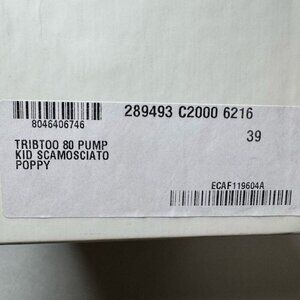 8046406746
289493 C2000 6216
39
TRIBTOO 80 PUMP
KID SCAMOSCIATO
POPPY
ECAF119604A